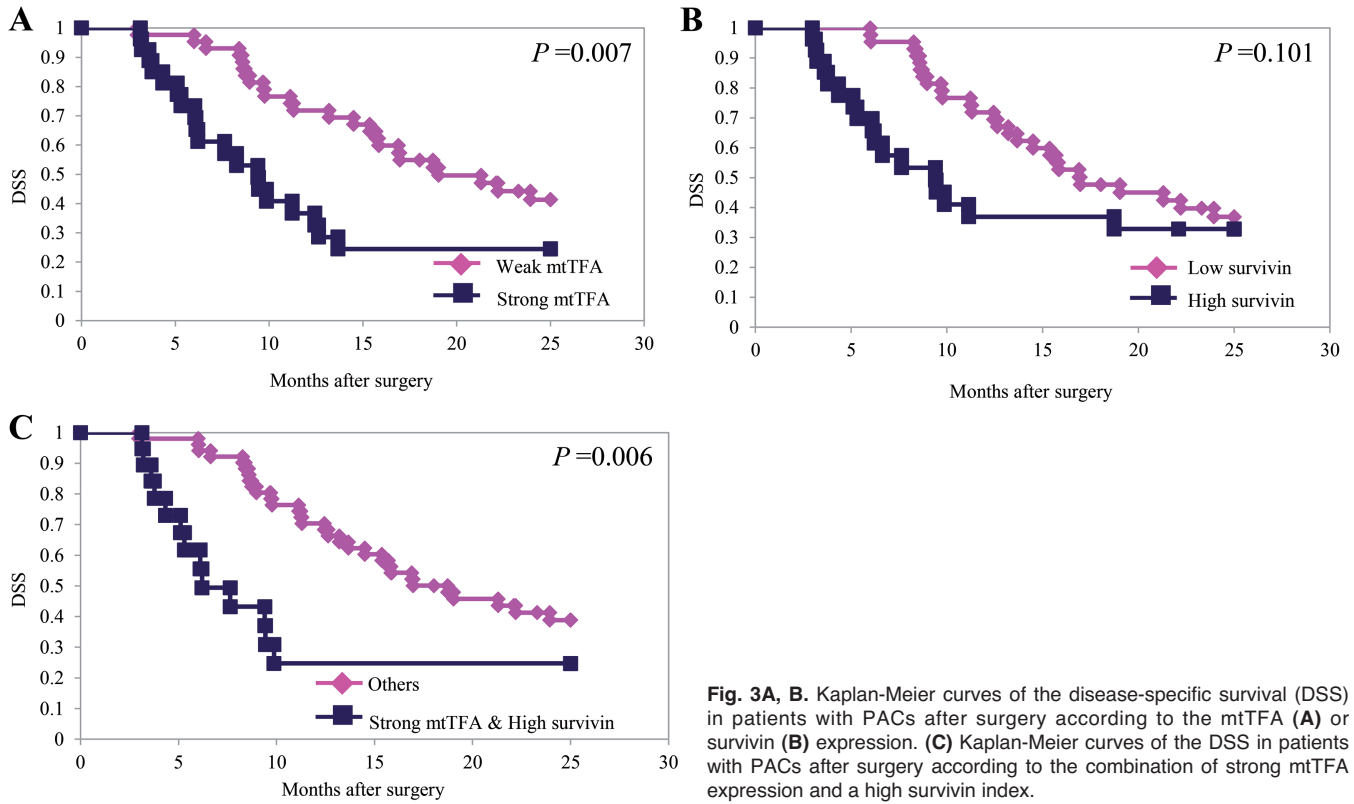 A
P =0.007
1
0.9
0.8
0.7
0.6
0.5
0.4
0.3
0.2
0.1
0
DSS
0 5 10 15 20 25 30
Months after surgery
Weak mtTFA
Strong mtTFA
B
P =0.101
1
0.9
0.8
0.7
0.6
0.5
0.4
0.3
0.2
0.1
0
DSS
0 5 10 15 20 25 30
Months after surgery
Low survivin
High survivin
C
P =0.006
1
0.9
0.8
0.7
0.6
0.5
0.4
0.3
0.2
0.1
0
DSS
0 5 10 15 20 25 30
Months after surgery
Others
Strong mtTFA & High survivin
Fig. 3A, B. Kaplan-Meier curves of the disease-specific survival (DSS)
in patients with PACs after surgery according to the mtTFA (A) or
survivin (B) expression. (C) Kaplan-Meier curves of the DSS in patients
with PACs after surgery according to the combination of strong mtTFA
expression and a high survivin index.